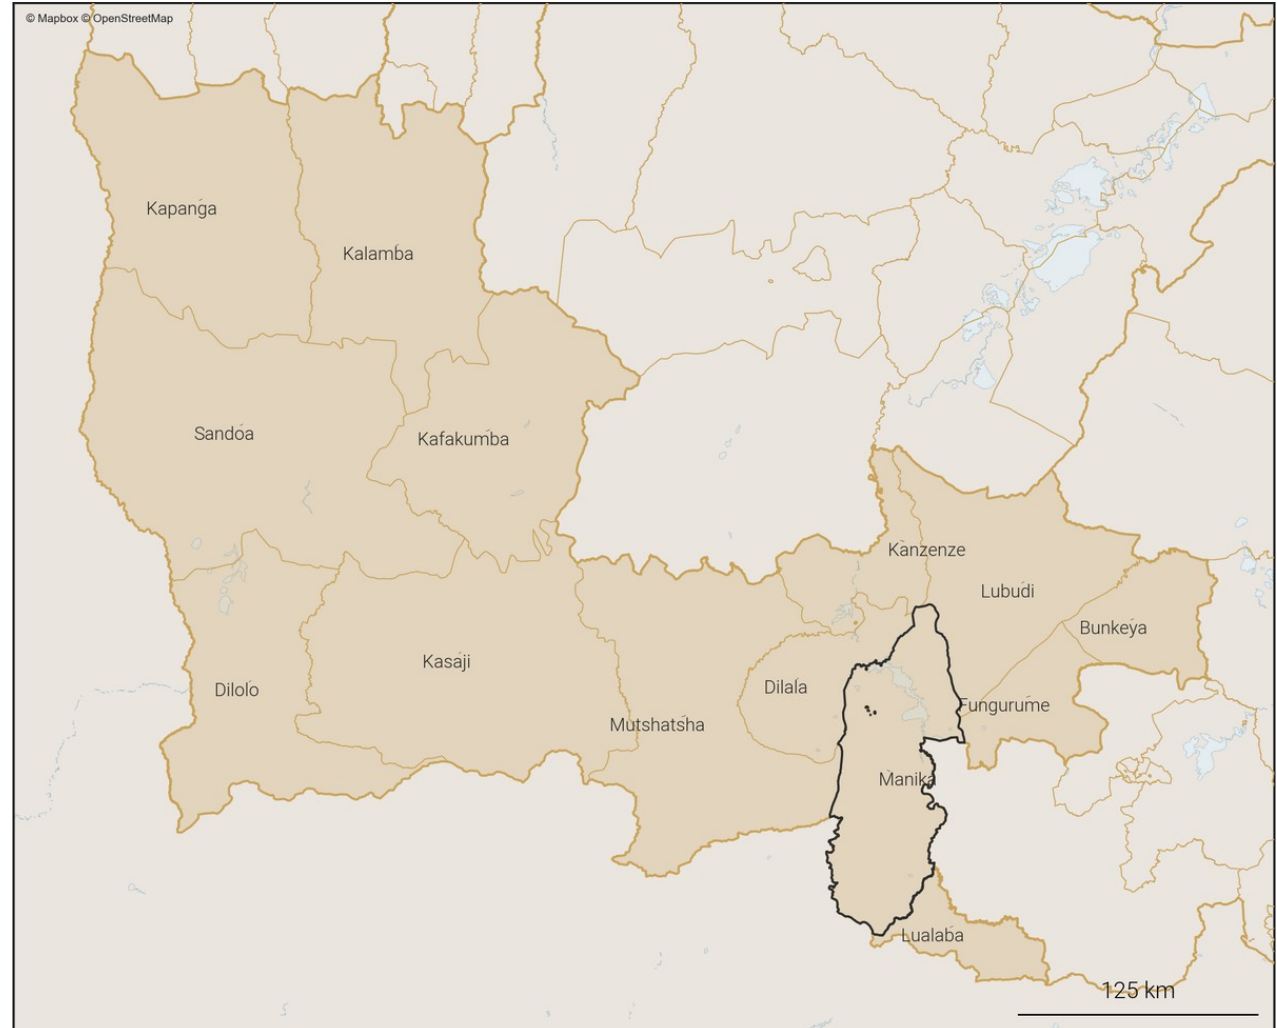 © Mapbox © OpenStreetMap
Kapanga
Kalamba
Sandoa
Kafakumba
Kanzenze
Lubudi
Bunkeya
Kasaji
Dilolo
Dilala
Fungurume
Mutshatsha
Manika
Lualaba
125 km